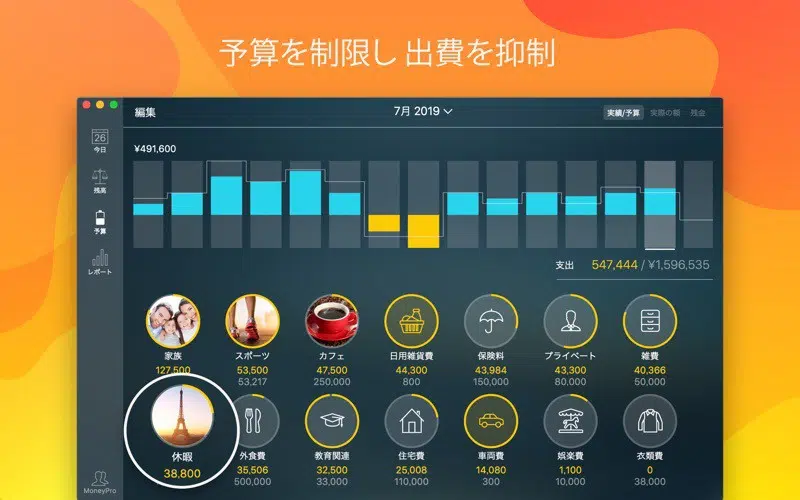 予算を制限し 出費を抑制
編集
7月 2019
実績/予算 実際の額 残金
26
今日
残高
予算
レポート
MoneyPro
¥491,600
支出 547,444 / ¥1,596,535
家族 スポーツ カフェ 日用雑貨費 保険料 プライベート 雑費
127,500 53,500 47,500 44,300 43,984 43,300 40,366
53,217 250,000 800 150,000 80,000 50,000
休暇 外食費 教育関連 住宅費 車両費 娯楽費 衣類費
38,800 35,506 32,500 25,008 14,080 1,100 0
500,000 33,000 110,000 300 10,000 38,000